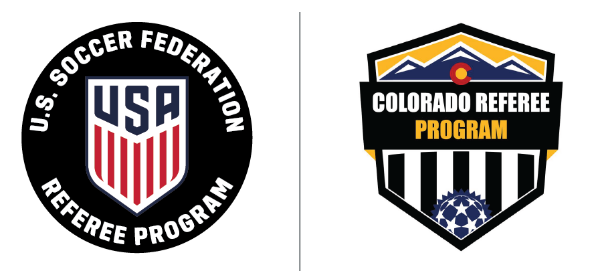 U.S. SOCCER FEDERATION
USA
REFEREE PROGRAM
COLORADO REFEREE
PROGRAM